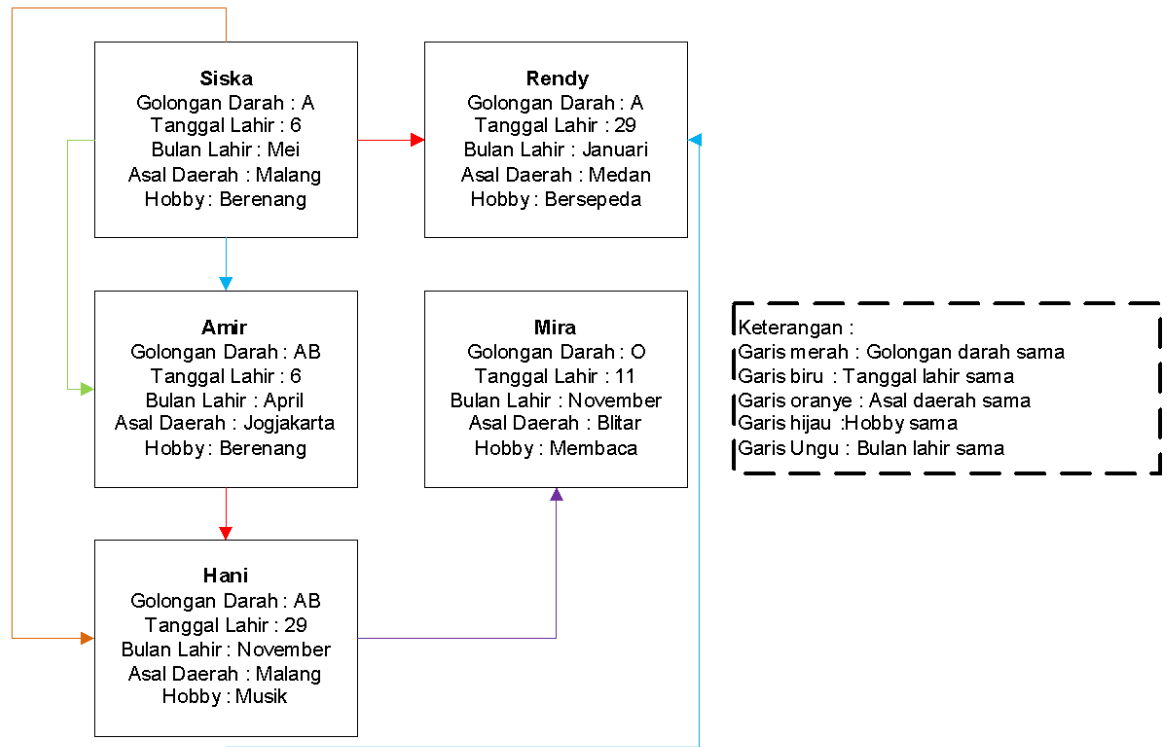 Siska
Golongan Darah : A
Tanggal Lahir : 6
Bulan Lahir : Mei
Asal Daerah : Malang
Hobby : Berenang
Rendy
Golongan Darah : A
Tanggal Lahir : 29
Bulan Lahir : Januari
Asal Daerah : Medan
Hobby : Bersepeda
Amir
Golongan Darah : AB
Tanggal Lahir : 6
Bulan Lahir : April
Asal Daerah : Jogjakarta
Hobby : Berenang
Mira
Golongan Darah : O
Tanggal Lahir : 11
Bulan Lahir : November
Asal Daerah : Blitar
Hobby : Membaca
Keterangan :
Garis merah : Golongan darah sama
Garis biru : Tanggal lahir sama
Garis oranye : Asal daerah sama
Garis hijau :Hobby sama
Garis Ungu : Bulan lahir sama
Hani
Golongan Darah : AB
Tanggal Lahir : 29
Bulan Lahir : November
Asal Daerah : Malang
Hobby : Musik